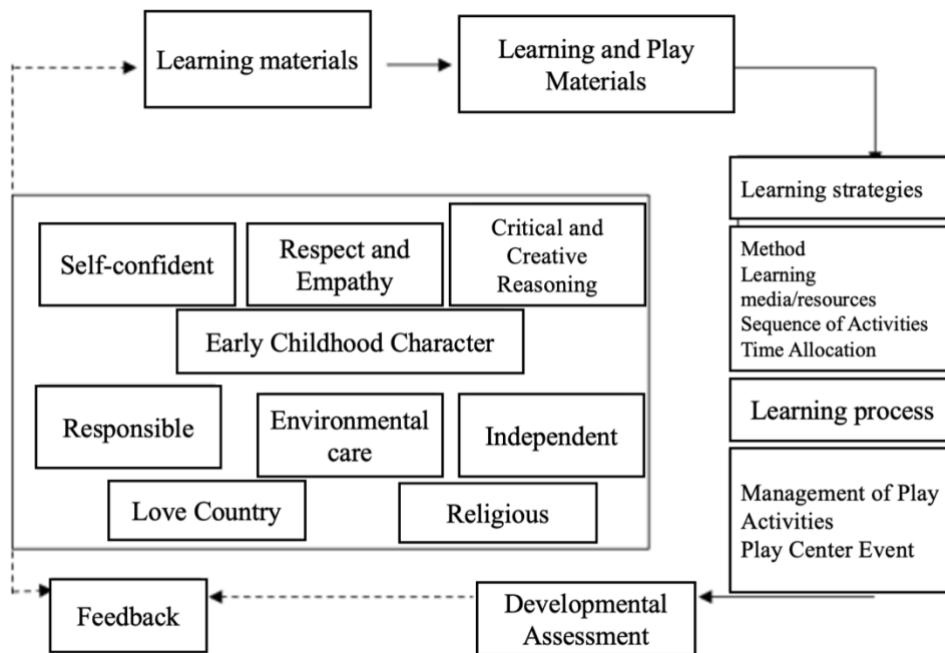 Learning materials
Learning and Play
Materials
Learning strategies
Method
Learning
media/resources
Sequence of Activities
Time Allocation
Learning process
Management of Play
Activities
Play Center Event
Self-confident
Respect and
Empathy
Critical and
Creative
Reasoning
Early Childhood Character
Responsible
Environmental
care
Independent
Love Country
Religious
Feedback
Developmental
Assessment